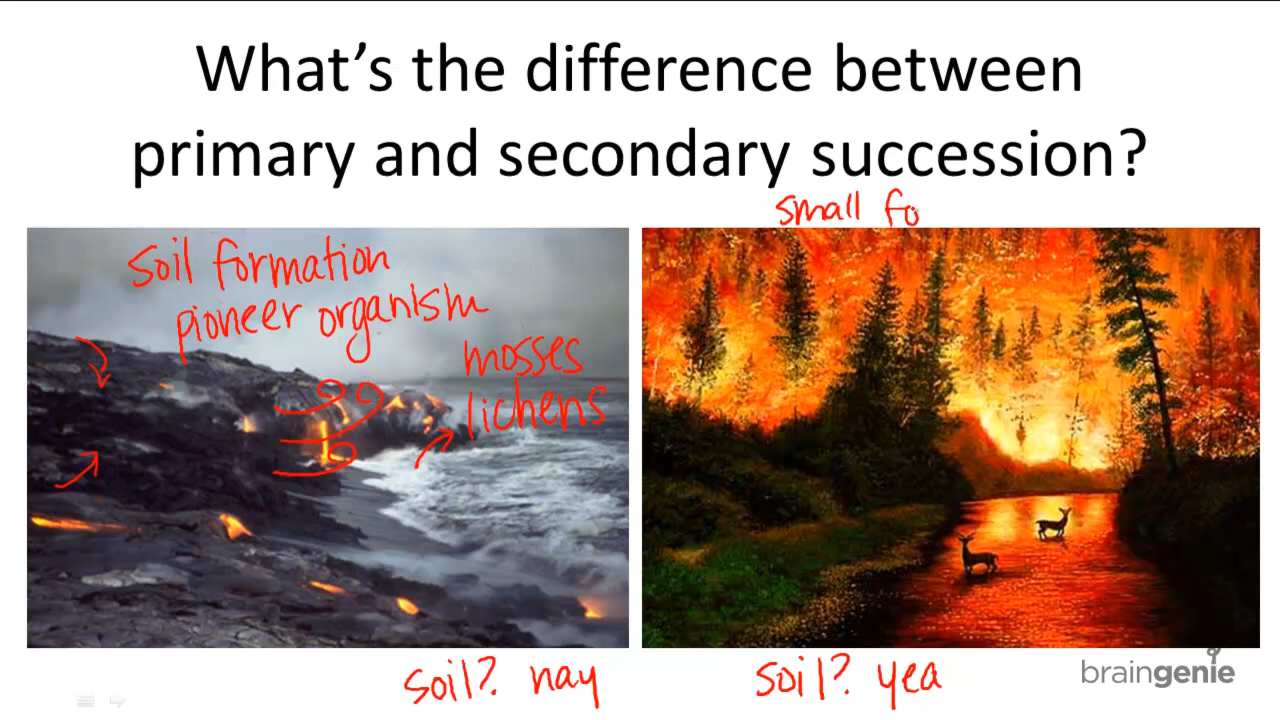 What's the difference between
primary and secondary succession?
small fo
soil formation
pioneer organism
mosses
lichens
soil? nay
soil? yea
braingenie